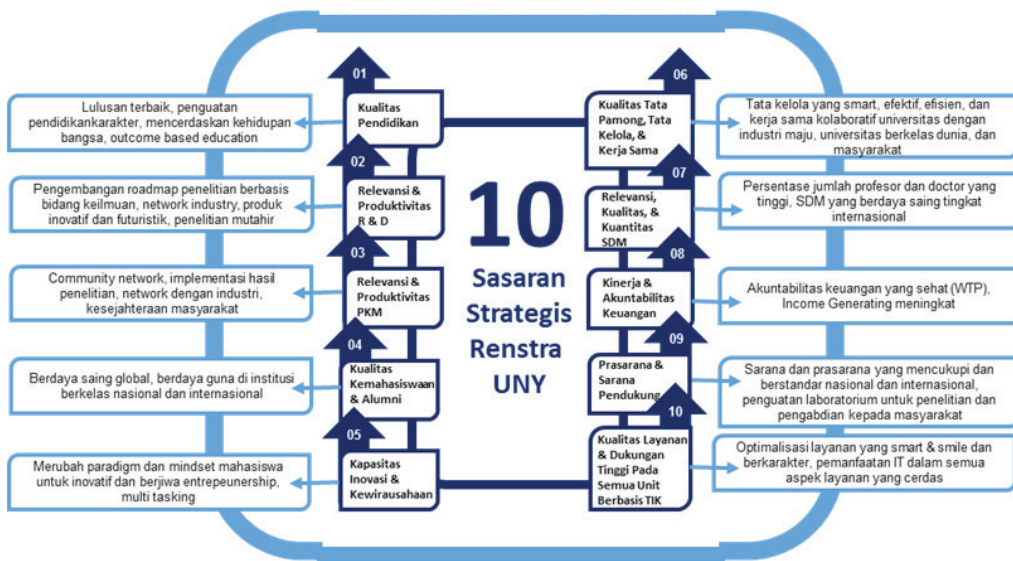 01
Kualitas
Pendidikan
Lulusan terbaik, penguatan
pendidikankarakter, mencerdaskan kehidupan
bangsa, outcome based education
02
Relevansi &
Produktivitas
R & D
Pengembangan roadmap penelitian berbasis
bidang keilmuan, network industry, produk
inovatif dan futuristik, penelitian mutahir
03
Relevansi &
Produktivitas
PKM
Community network, implementasi hasil
penelitian, network dengan industri,
kesejahteraan masyarakat
04
Kualitas
Kemahasiswaan
& Alumni
Berdaya saing global, berdaya guna di institusi
berkelas nasional dan internasional
05
Kapasitas
Inovasi &
Kewirausahaan
Merubah paradigm dan mindset mahasiswa
untuk inovatif dan berjiwa entrepeunership,
multi tasking
10
Sasaran
Strategis
Renstra
UNY
06
Kualitas Tata
Pamong, Tata
Kelola, &
Kerja Sama
Tata kelola yang smart, efektif, efisien, dan
kerja sama kolaboratif universitas dengan
industri maju, universitas berkelas dunia, dan
masyarakat
07
Relevansi,
Kualitas, &
Kuantitas
SDM
Persentase jumlah profesor dan doctor yang
tinggi, SDM yang berdaya saing tingkat
internasional
08
Kinerja &
Akuntabilitas
Keuangan
Akuntabilitas keuangan yang sehat (WTP),
Income Generating meningkat
09
Prasarana &
Sarana
Pendukung
Sarana dan prasarana yang mencukupi dan
berstandar nasional dan internasional,
penguatan laboratorium untuk penelitian dan
pengabdian kepada masyarakat
10
Kualitas Layanan
& Dukungan
Tinggi Pada
Semua Unit
Berbasis TIK
Optimalisasi layanan yang smart & smile dan
berkarakter, pemanfaatan IT dalam semua
aspek layanan yang cerdas